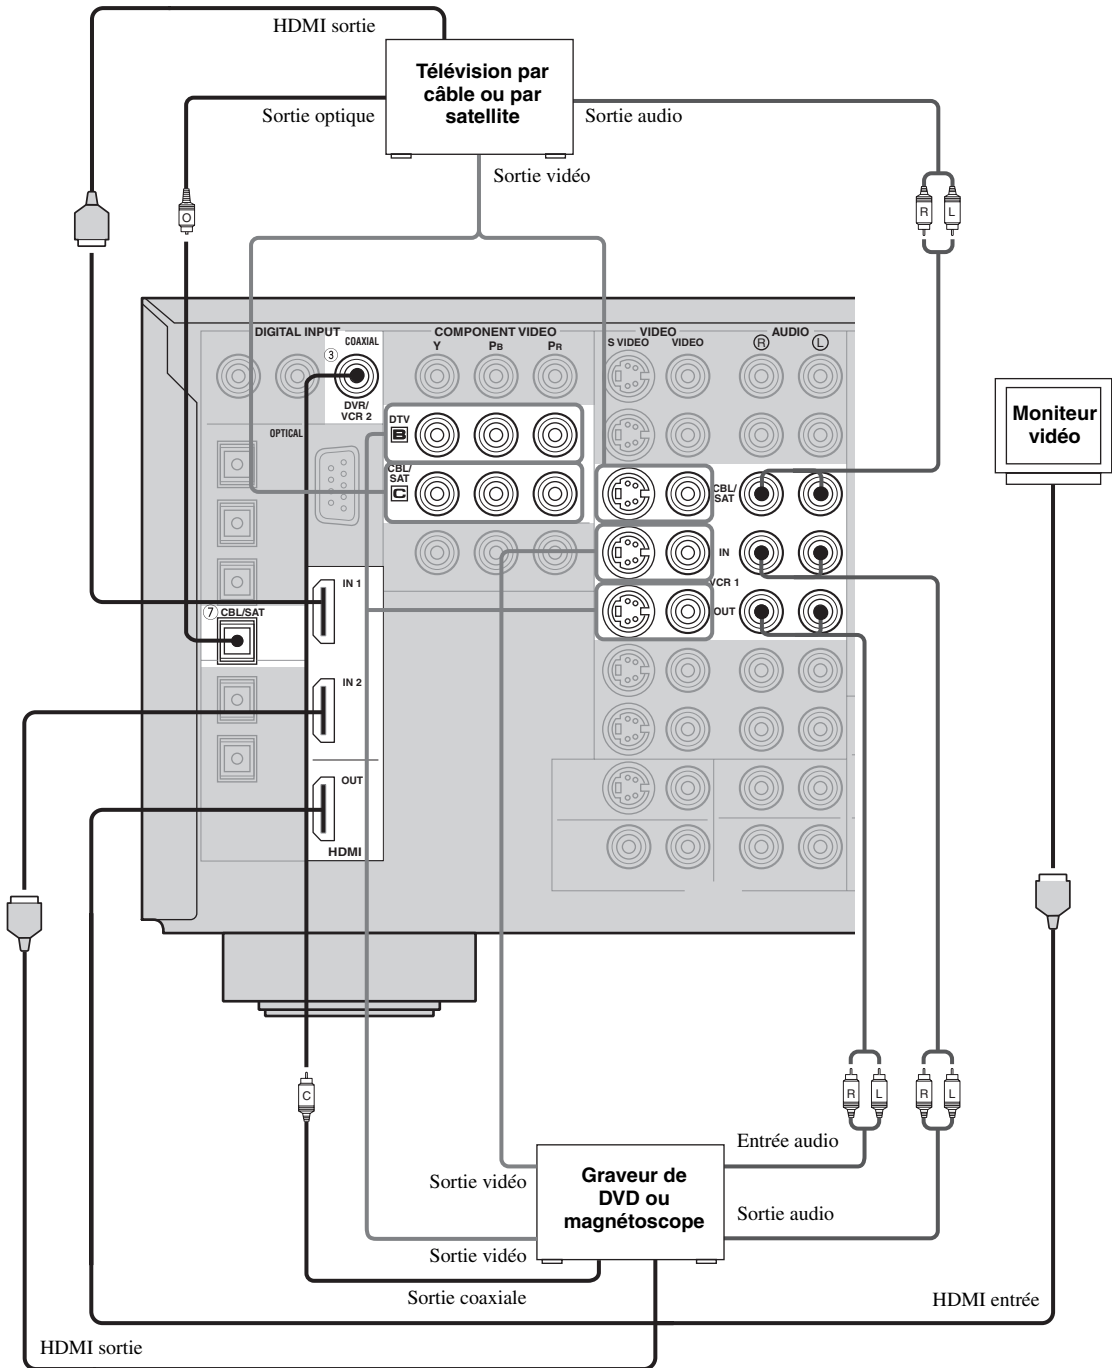 HDMI sortie
Télévision par
câble ou par
satellite
Sortie optique
Sortie audio
Sortie vidéo
O
R L
DIGITAL INPUT
COMPONENT VIDEO
VIDEO
AUDIO
③ COAXIAL
Y PB PR
S VIDEO VIDEO
R L
DVR/
VCR 2
OPTICAL
DTV
B
CBL/
SAT
C
CBL/
SAT
IN
VCR 1
OUT
Moniteur
vidéo
IN 1
⑦ CBL/SAT
IN 2
OUT
HDMI
C
R L R L
Entrée audio
Graveur de
DVD ou
magnétoscope
Sortie vidéo
Sortie audio
Sortie vidéo
Sortie coaxiale
HDMI entrée
HDMI sortie